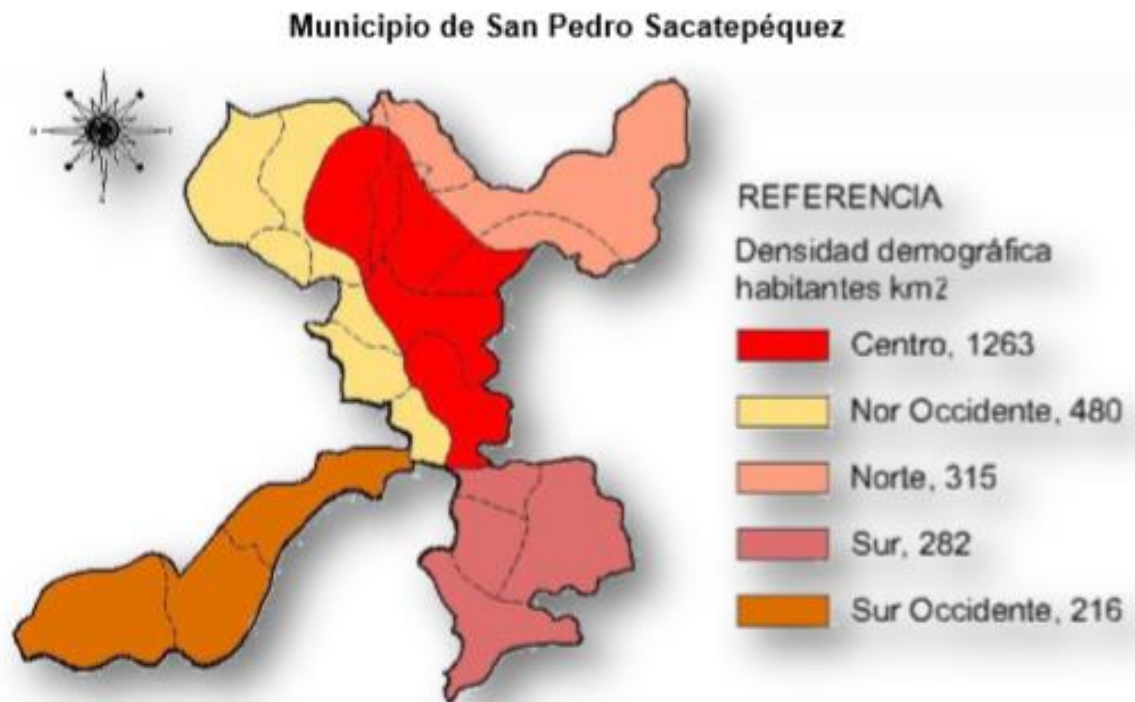 Municipio de San Pedro Sacatepéquez
REFERENCIA
Densidad demográfica
habitantes km2
Centro, 1263
Nor Occidente, 480
Norte, 315
Sur, 282
Sur Occidente, 216